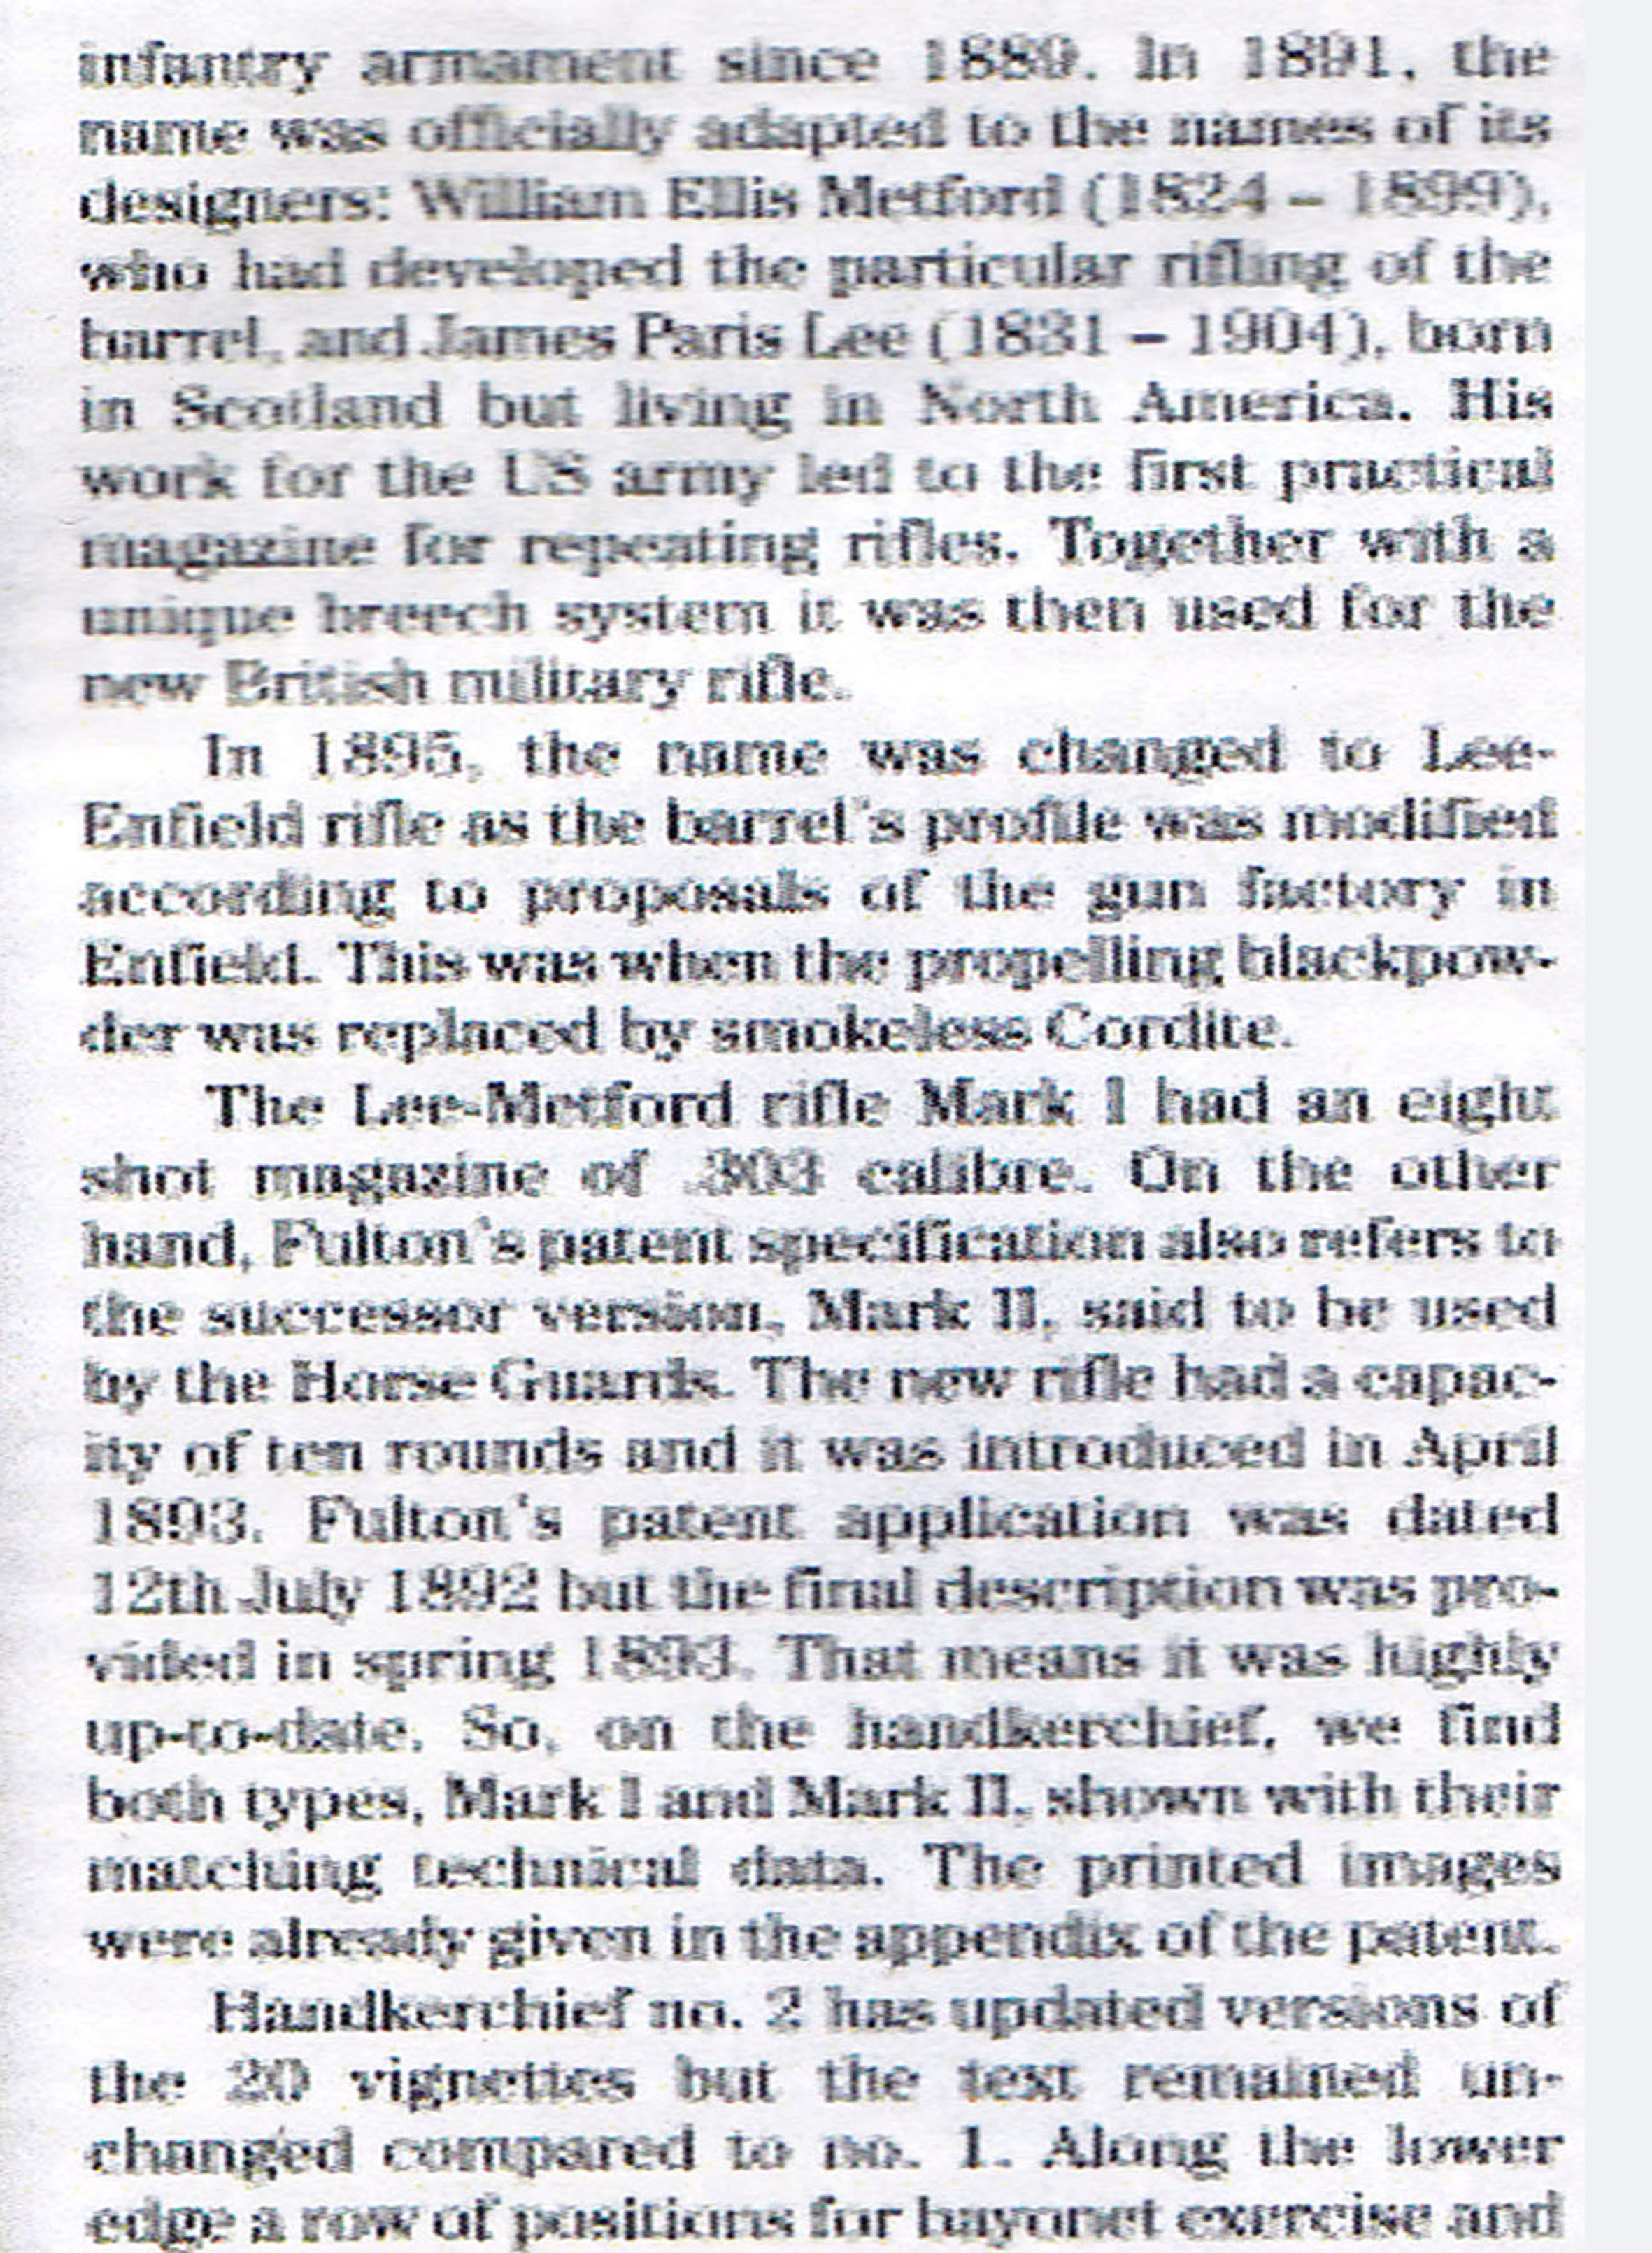 infantry armament since 1889. In 1891, the
name was officially adapted to the names of its
designers: William Ellis Metford (1824 – 1899),
who had developed the particular rifling of the
barrel, and James Paris Lee (1831 – 1904), born
in Scotland but living in North America. His
work for the US army led to the first practical
magazine for repeating rifles. Together with a
unique breech system it was then used for the
new British military rifle.
In 1895, the name was changed to Lee-
Enfield rifle as the barrel's profile was modified
according to proposals of the gun factory in
Enfield. This was when the propelling blackpow-
der was replaced by smokeless Cordite.
The Lee-Metford rifle Mark I had an eight
shot magazine of .303 calibre. On the other
hand, Fulton's patent specification also refers to
the successor version, Mark II, said to be used
by the Horse Guards. The new rifle had a capac-
ity of ten rounds and it was introduced in April
1893. Fulton's patent application was dated
12th July 1892 but the final description was pro-
vided in spring 1893. That means it was highly
up-to-date. So, on the handkerchief, we find
both types, Mark I and Mark II, shown with their
matching technical data. The printed images
were already given in the appendix of the patent.
Handkerchief no. 2 has updated versions of
the 20 vignettes but the text remained un-
changed compared to no. 1. Along the lower
edge a row of positions for bayonet exercise and